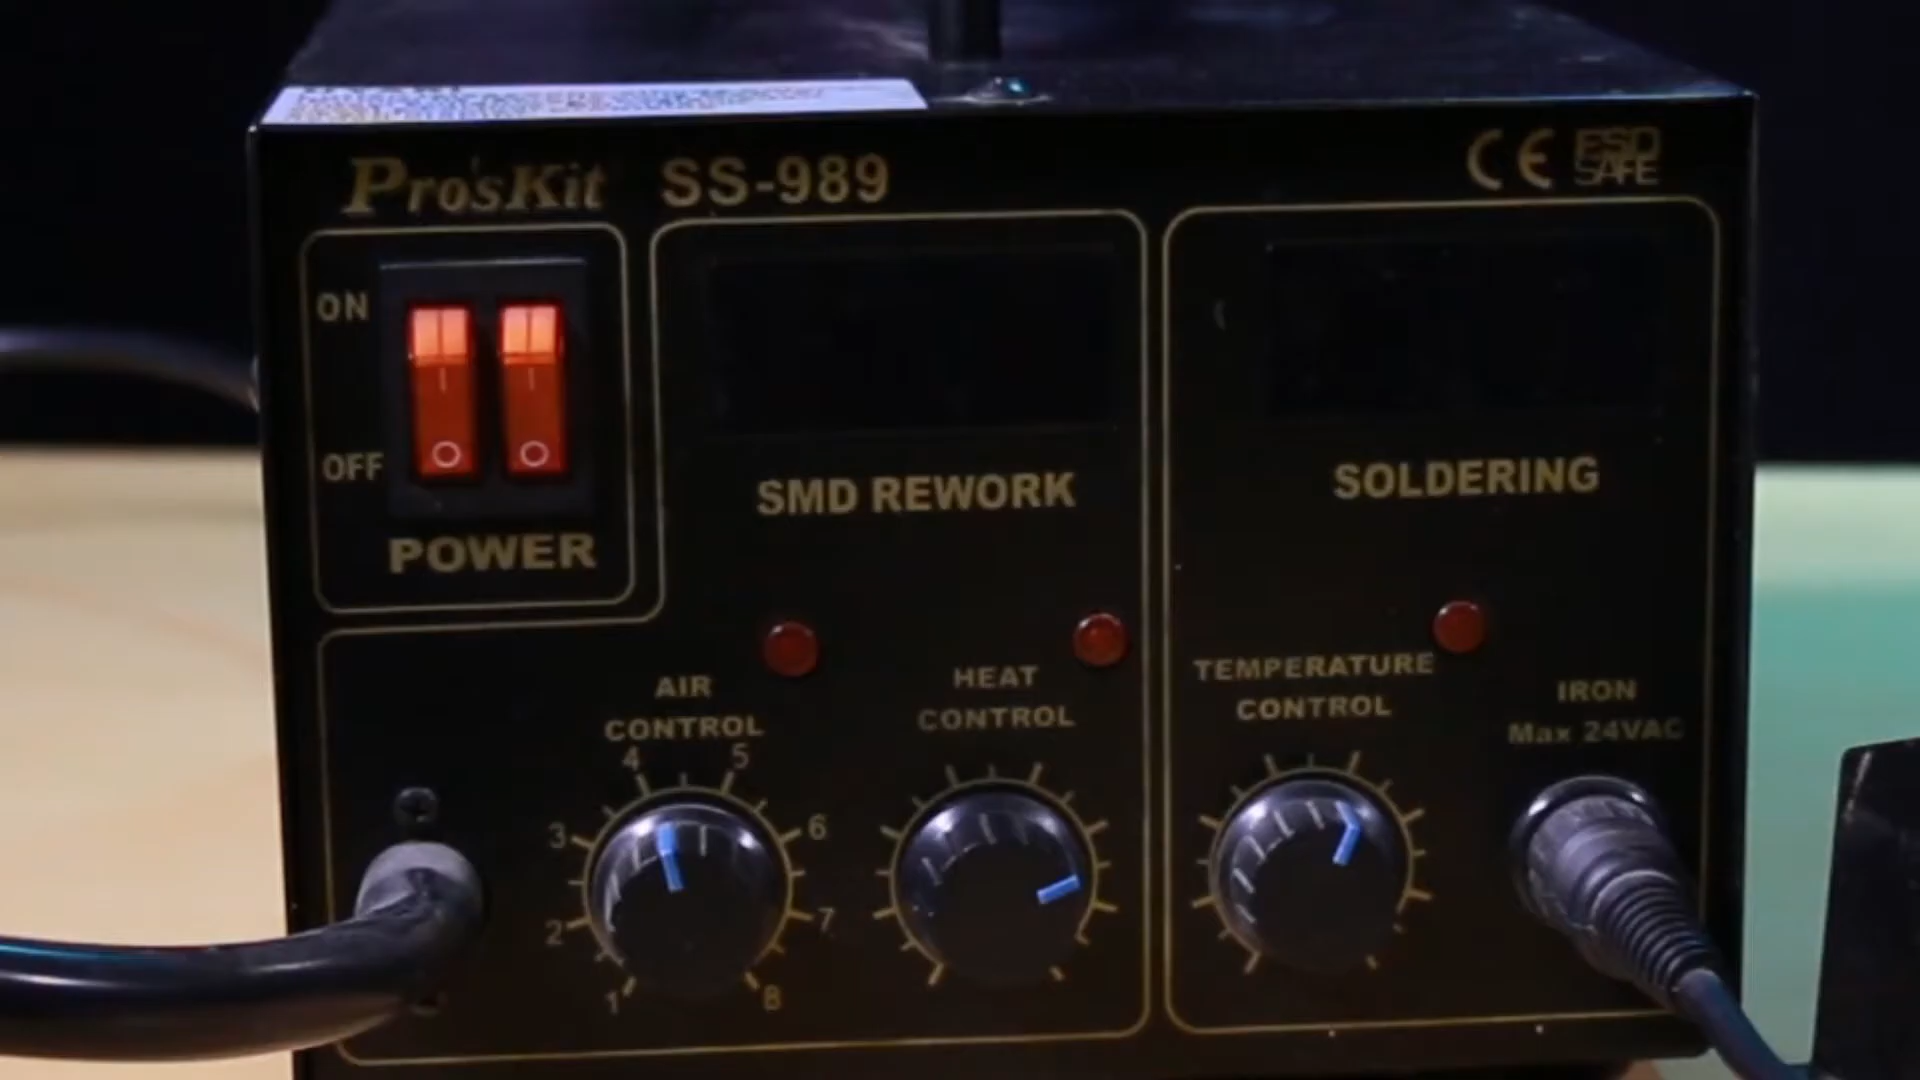 Pro'sKit SS-989
CE ESD SAFE
ON
OFF
POWER
SMD REWORK
SOLDERING
AIR CONTROL
1 2 3 4 5 6 7 8
HEAT CONTROL
TEMPERATURE CONTROL
IRON
Max 24VAC